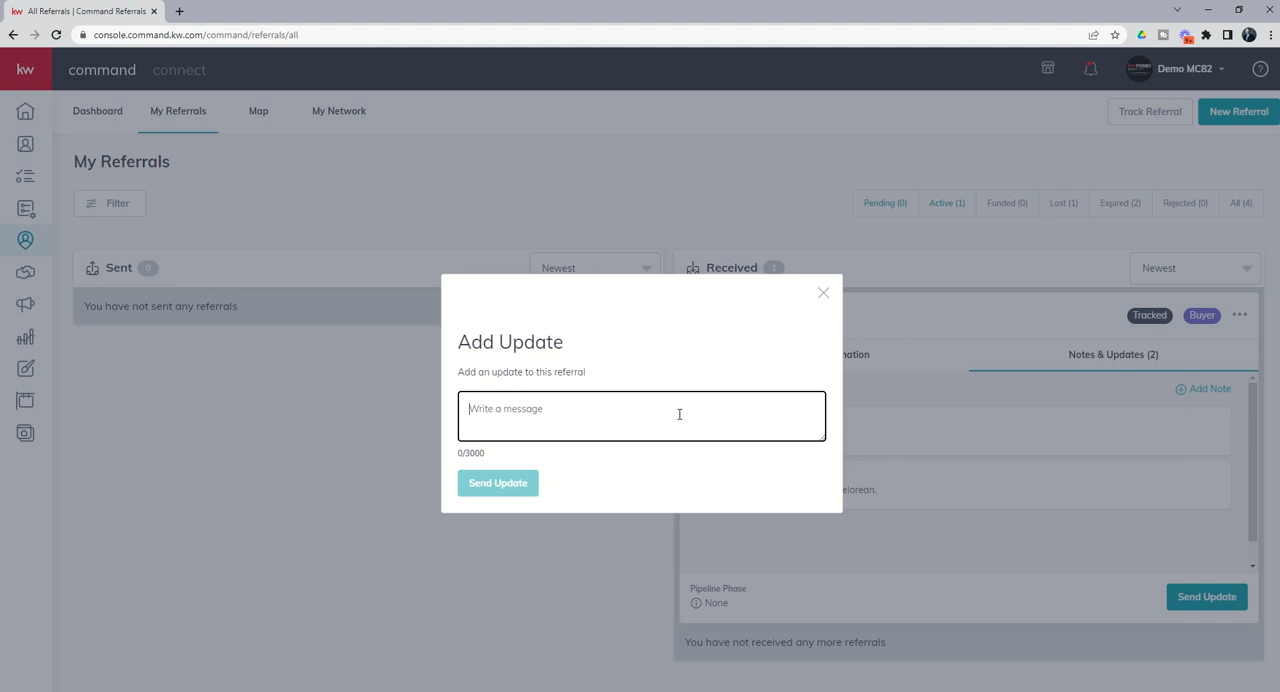 kw All Referrals | Command Referrals
console.command.kw.com/command/referrals/all
9+
kw command connect Demo MC82
Dashboard My Referrals Map My Network Track Referral New Referral
My Referrals
Filter Pending (0) Active (1) Funded (0) Lost (1) Expired (2) Rejected (0) All (4)
Sent 0 Newest Received 1 Newest
You have not sent any referrals
Tracked Buyer
Notes & Updates (2)
Add Note
Add Update
Add an update to this referral
Write a message
0/3000
Send Update
Pipeline Phase
None
Send Update
You have not received any more referrals